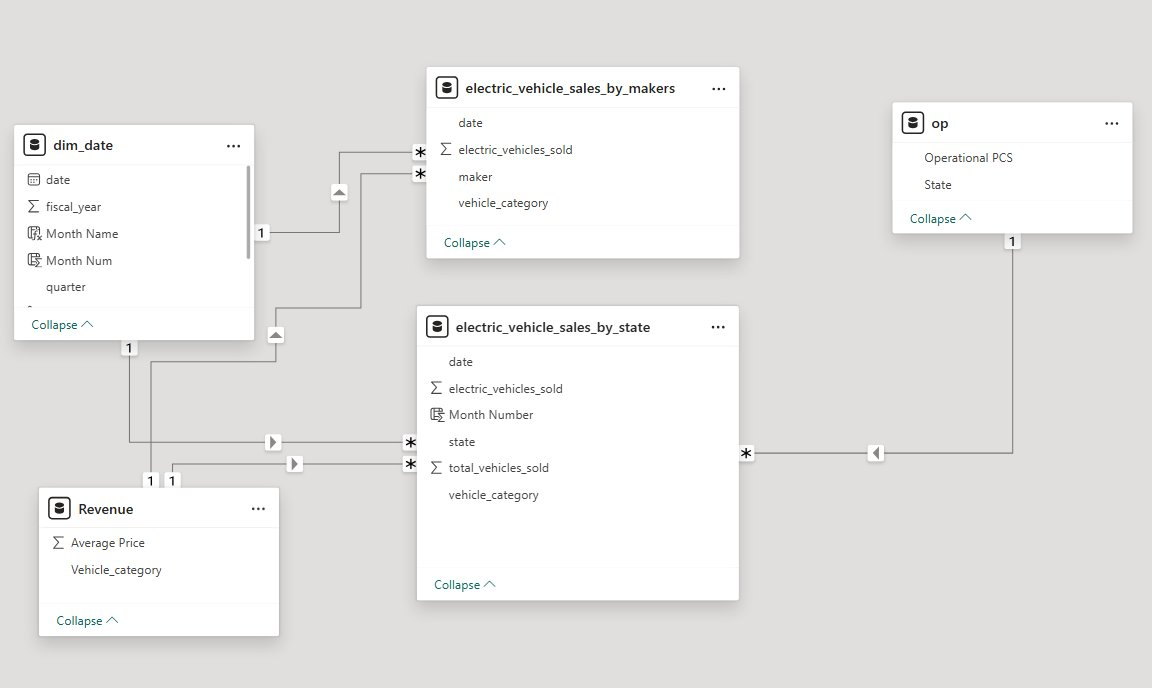 dim_date
date
fiscal_year
Month Name
Month Num
quarter
Collapse
1
1
electric_vehicle_sales_by_makers
date
electric_vehicles_sold
maker
vehicle_category
Collapse
*
*
op
Operational PCS
State
Collapse
1
electric_vehicle_sales_by_state
date
electric_vehicles_sold
Month Number
state
total_vehicles_sold
vehicle_category
Collapse
*
*
*
1 1
Revenue
Average Price
Vehicle_category
Collapse